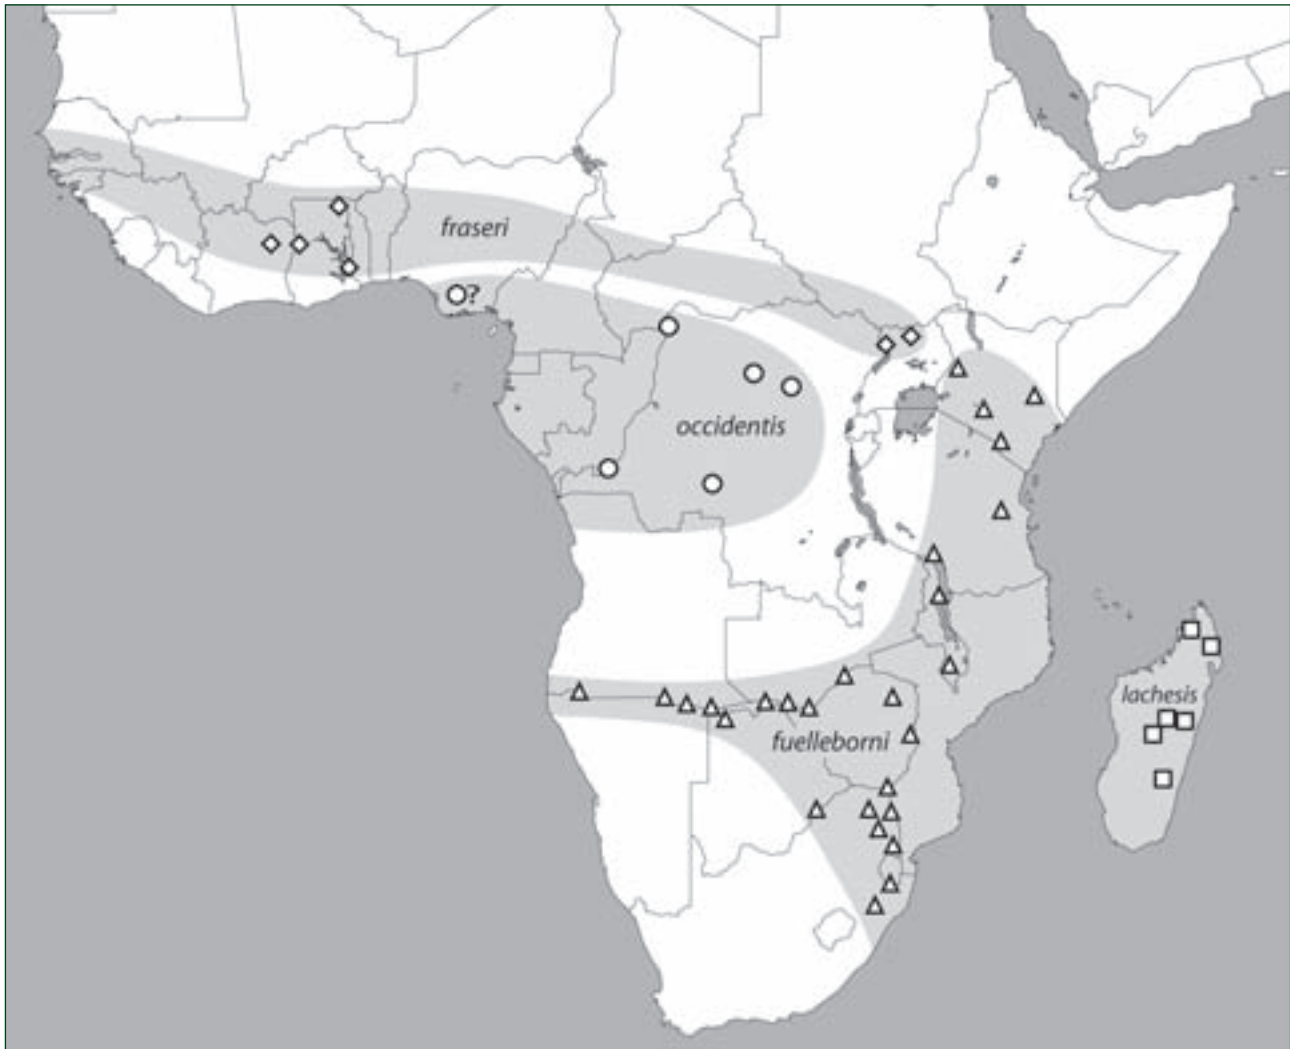 fraseri
?
occidentis
lachesis
fuelleborni